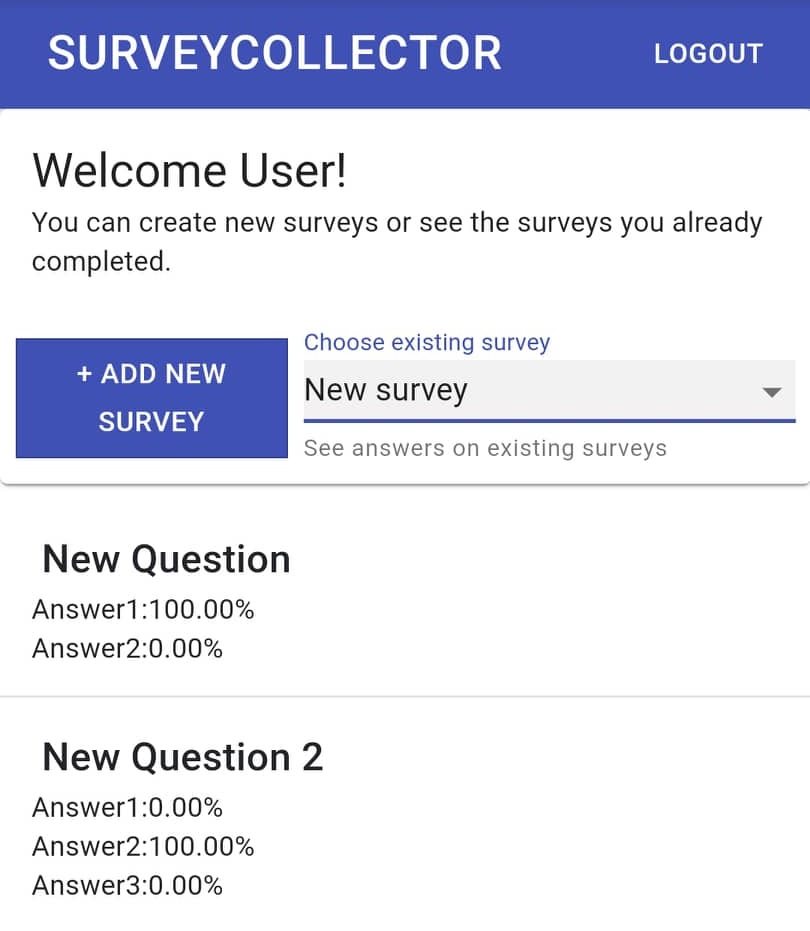 SURVEYCOLLECTOR
LOGOUT
Welcome User!
You can create new surveys or see the surveys you already
completed.
+ ADD NEW
SURVEY
Choose existing survey
New survey
See answers on existing surveys
New Question
Answer1:100.00%
Answer2:0.00%
New Question 2
Answer1:0.00%
Answer2:100.00%
Answer3:0.00%